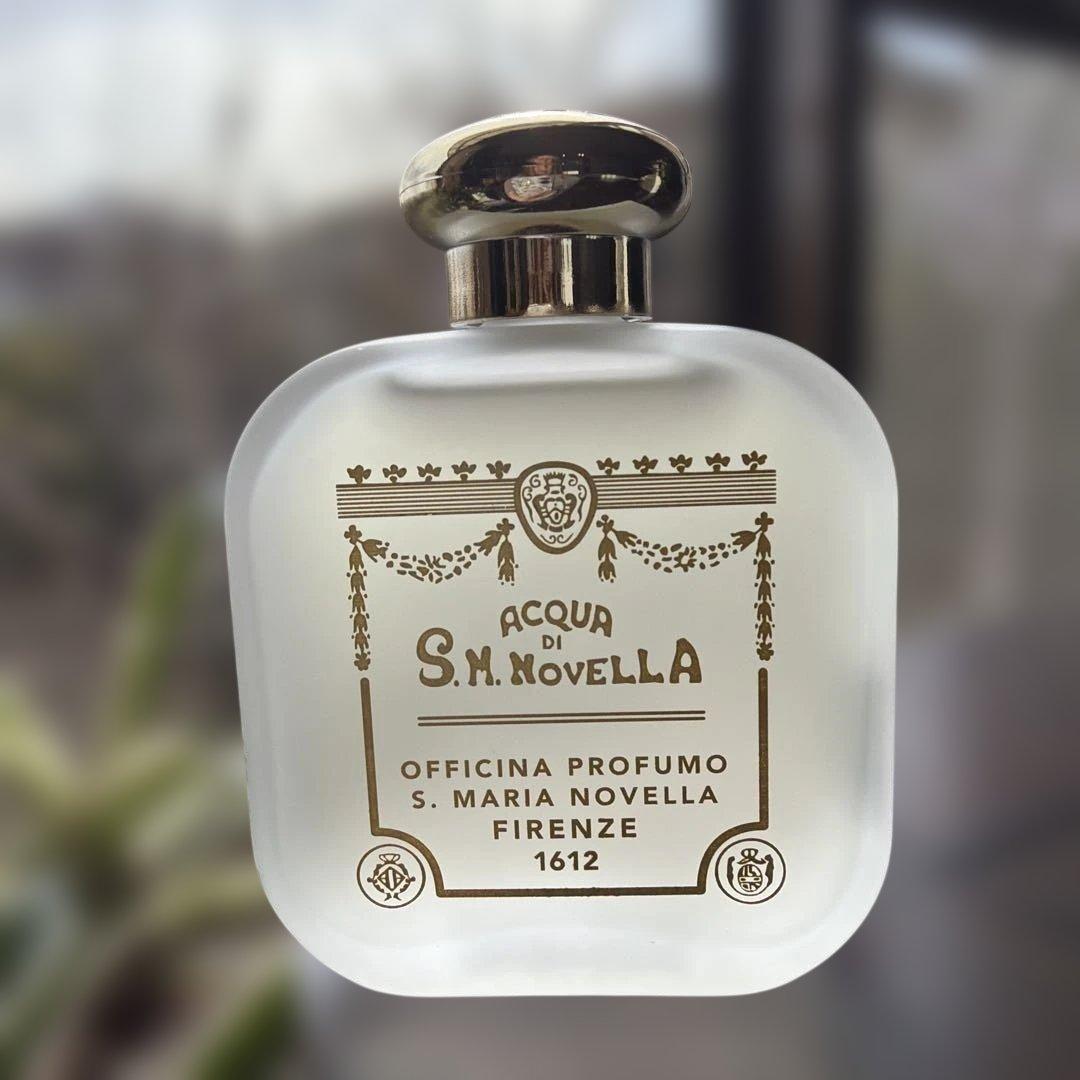 ACQUA
DI
S.M.NOVELLA
OFFICINA PROFUMO
S. MARIA NOVELLA
FIRENZE
1612